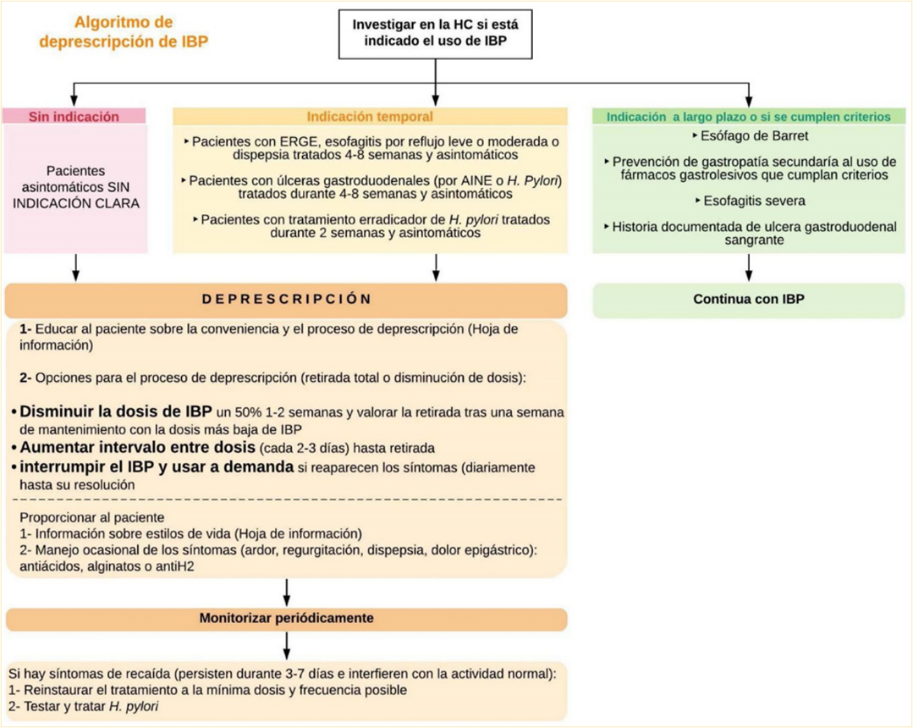 Algoritmo de
deprescripción de IBP
Investigar en la HC si está
indicado el uso de IBP
Sin indicación
Pacientes
asintomáticos SIN
INDICACIÓN CLARA
Indicación temporal
‣ Pacientes con ERGE, esofagitis por reflujo leve o moderada o
dispepsia tratados 4-8 semanas y asintomáticos
‣ Pacientes con úlceras gastroduodenales (por AINE o H. Pylori)
tratados durante 4-8 semanas y asintomáticos
‣ Pacientes con tratamiento erradicador de H. pylori tratados
durante 2 semanas y asintomáticos
Indicación a largo plazo o si se cumplen criterios
‣ Esófago de Barret
‣ Prevención de gastropatía secundaría al uso de
fármacos gastrolesivos que cumplan criterios
‣ Esofagitis severa
‣ Historia documentada de ulcera gastroduodenal
sangrante
DEPRESCRIPCIÓN
Continua con IBP
1- Educar al paciente sobre la conveniencia y el proceso de deprescripción (Hoja de
información)
2- Opciones para el proceso de deprescripción (retirada total o disminución de dosis):
• Disminuir la dosis de IBP un 50% 1-2 semanas y valorar la retirada tras una semana
de mantenimiento con la dosis más baja de IBP
• Aumentar intervalo entre dosis (cada 2-3 días) hasta retirada
• interrumpir el IBP y usar a demanda si reaparecen los síntomas (diariamente
hasta su resolución
Proporcionar al paciente
1- Información sobre estilos de vida (Hoja de información)
2- Manejo ocasional de los síntomas (ardor, regurgitación, dispepsia, dolor epigástrico):
antiácidos, alginatos o antiH2
Monitorizar periódicamente
Si hay síntomas de recaída (persisten durante 3-7 días e interfieren con la actividad normal):
1- Reinstaurar el tratamiento a la mínima dosis y frecuencia posible
2- Testar y tratar H. pylori